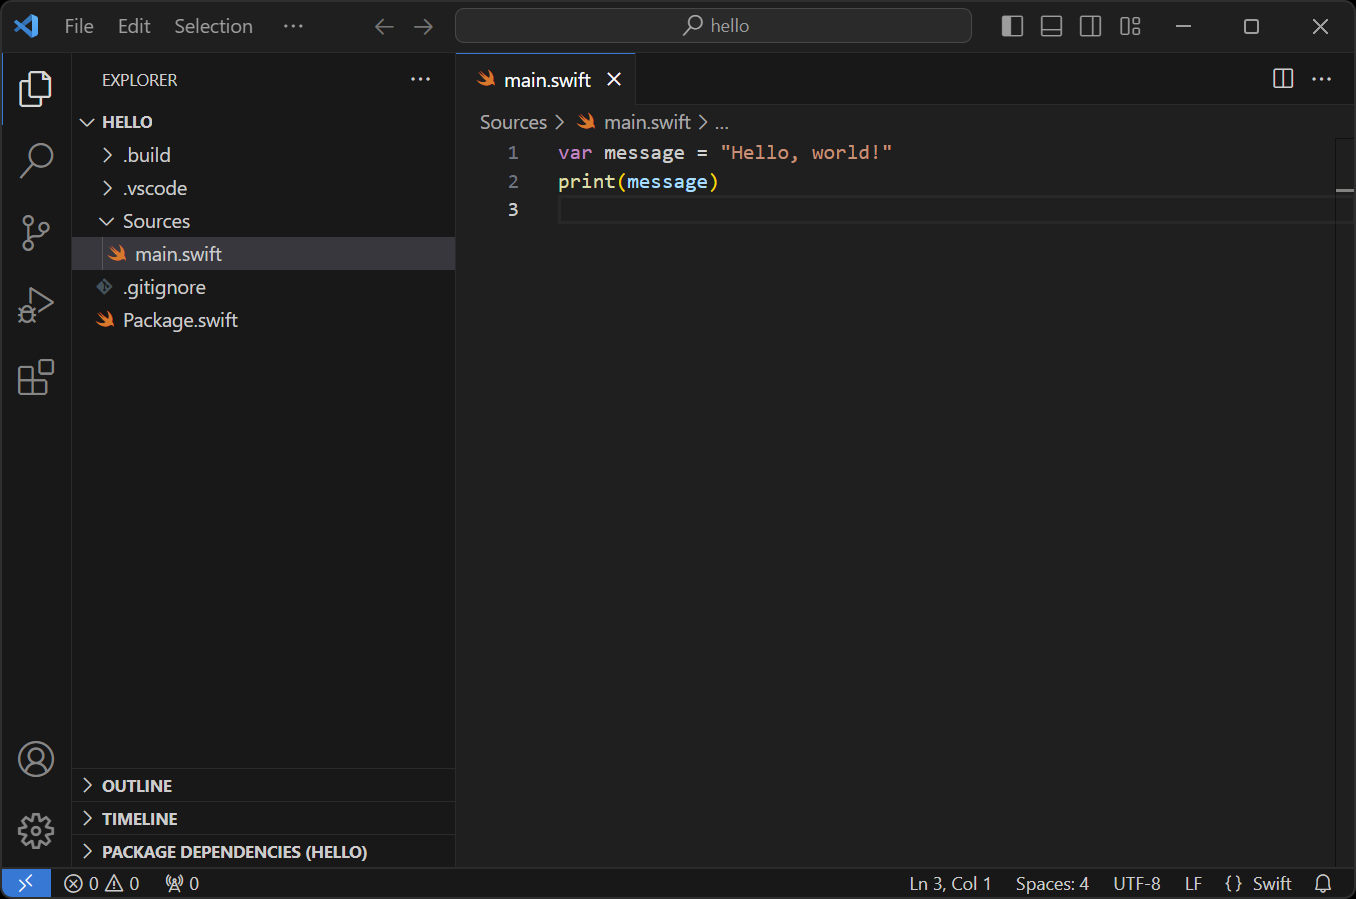 File Edit Selection ··· hello
EXPLORER ···
HELLO
.build
.vscode
Sources
main.swift
.gitignore
Package.swift
OUTLINE
TIMELINE
PACKAGE DEPENDENCIES (HELLO)
main.swift ···
Sources > main.swift > ...
1 var message = "Hello, world!"
2 print(message)
3
0 0 0 Ln 3, Col 1 Spaces: 4 UTF-8 LF {} Swift